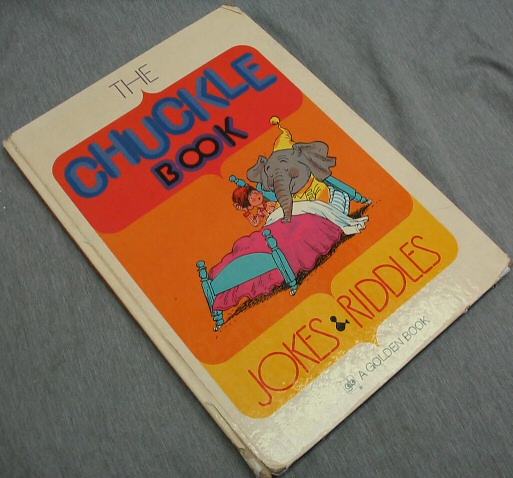 THE
CHUCKLE
BOOK
JOKES & RIDDLES
A GOLDEN BOOK